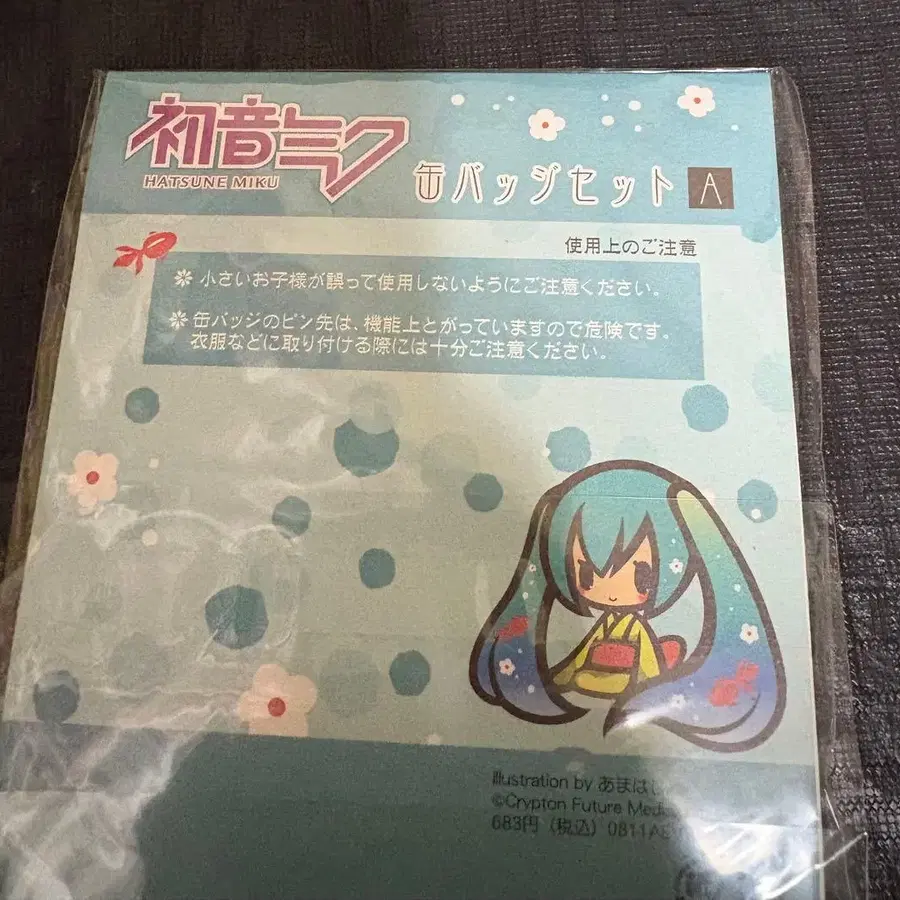 初音ミク
HATSUNE MIKU
缶バッジセット A
使用上のご注意
※ 小さいお子様が誤って使用しないようにご注意ください。
※ 缶バッジのピン先は、機能上とがっていますので危険です。
衣服などに取り付ける際には十分ご注意ください。
Illustration by
©Crypton Future
683円（税込）